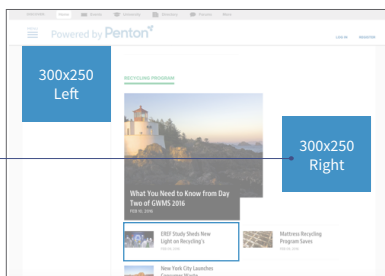 Powered by Penton
LOG IN REGISTER
300x250
Left
RECYCLING PROGRAM
300x250
Right
What You Need to Know from Day
Two of GWMS 2016
FEB 10, 2016
EREF Study Sheds New
Light on Recycling's
Mattress Recycling
Program Saves
New York City Launches